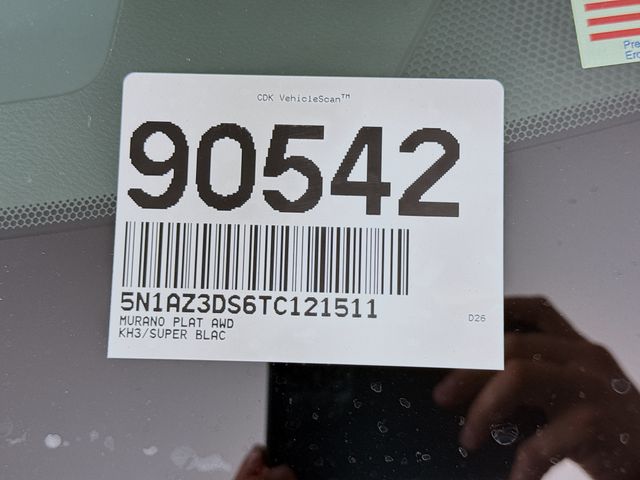 CDK VehicleScan™
90542
5N1AZ3DS6TC121511
MURANO PLAT AWD
KH3/SUPER BLAC
D26